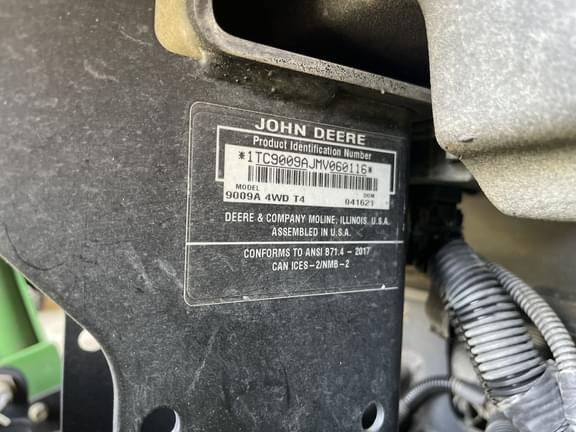 JOHN DEERE
Product Identification Number
*1TC9009AJMV060116*
MODEL DOM
9009A 4WD T4 041621
DEERE & COMPANY MOLINE, ILLINOIS U.S.A.
ASSEMBLED IN U.S.A.
CONFORMS TO ANSI B71.4 – 2017
CAN ICES–2/NMB–2